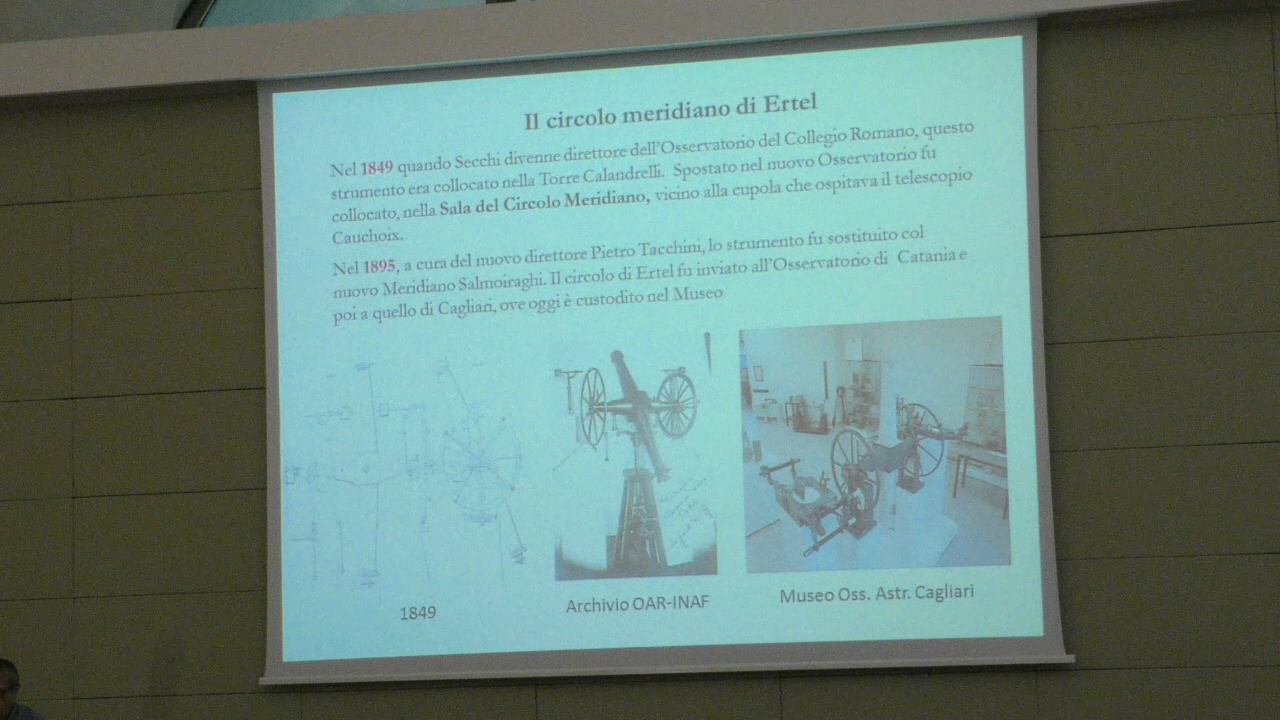 Il circolo meridiano di Ertel
Nel 1849 quando Secchi divenne direttore dell'Osservatorio del Collegio Romano, questo
strumento era collocato nella Torre Calandrelli. Spostato nel nuovo Osservatorio fu
collocato, nella Sala del Circolo Meridiano, vicino alla cupola che ospitava il telescopio
Cauchoix.
Nel 1895, a cura del nuovo direttore Pietro Tacchini, lo strumento fu sostituito col
nuovo Meridiano Salmoiraghi. Il circolo di Ertel fu inviato all'Osservatorio di Catania e
poi a quello di Cagliari, ove oggi è custodito nel Museo
1849
Archivio OAR-INAF
Museo Oss. Astr. Cagliari